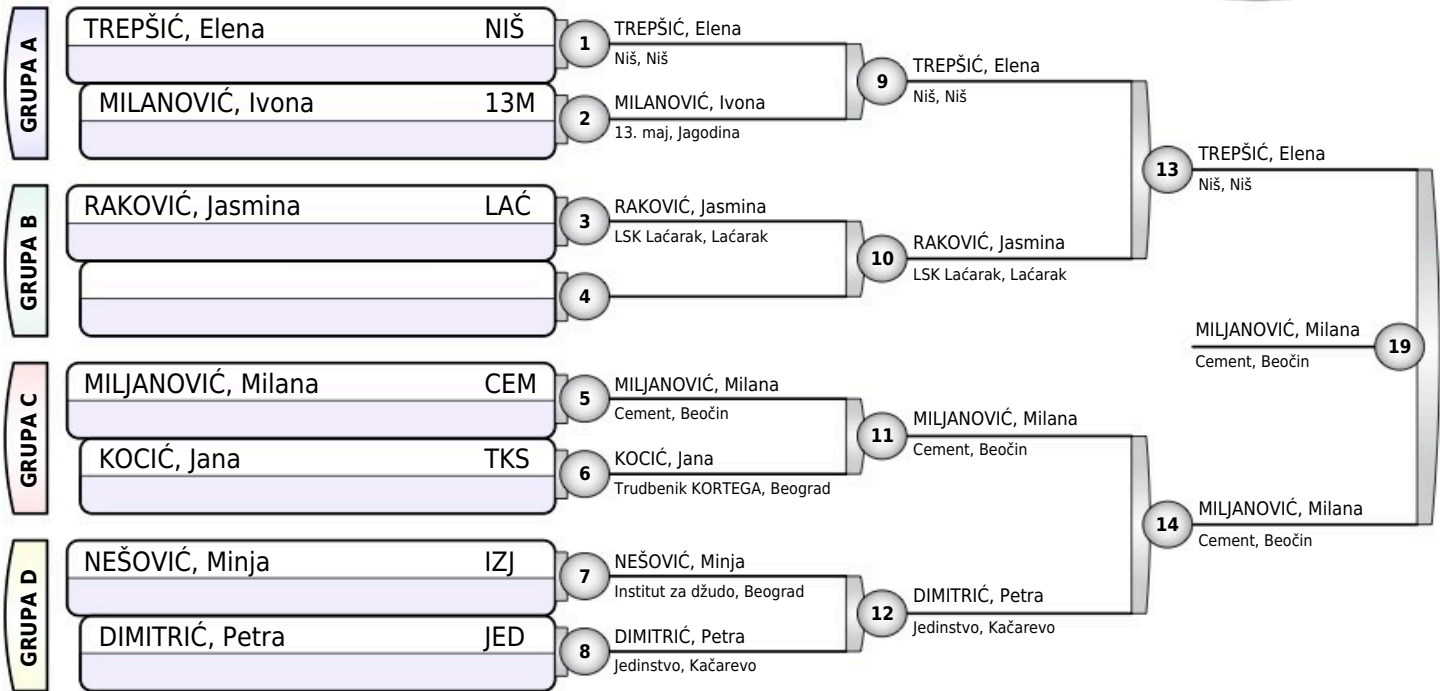 GRUPA A
TREPŠIĆ, Elena NIŠ
MILANOVIĆ, Ivona 13M
GRUPA B
RAKOVIĆ, Jasmina LAĆ
GRUPA C
MILJANOVIĆ, Milana CEM
KOCIĆ, Jana TKS
GRUPA D
NEŠOVIĆ, Minja IZJ
DIMITRIĆ, Petra JED
1
TREPŠIĆ, Elena
Niš, Niš
2
MILANOVIĆ, Ivona
13. maj, Jagodina
3
RAKOVIĆ, Jasmina
LSK Laćarak, Laćarak
4
5
MILJANOVIĆ, Milana
Cement, Beočin
6
KOCIĆ, Jana
Trudbenik KORTEGA, Beograd
7
NEŠOVIĆ, Minja
Institut za džudo, Beograd
8
DIMITRIĆ, Petra
Jedinstvo, Kačarevo
9
TREPŠIĆ, Elena
Niš, Niš
10
RAKOVIĆ, Jasmina
LSK Laćarak, Laćarak
11
MILJANOVIĆ, Milana
Cement, Beočin
12
DIMITRIĆ, Petra
Jedinstvo, Kačarevo
13
TREPŠIĆ, Elena
Niš, Niš
14
MILJANOVIĆ, Milana
Cement, Beočin
MILJANOVIĆ, Milana
Cement, Beočin
19